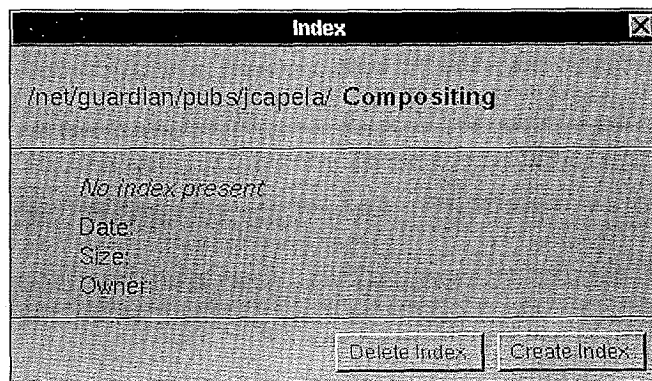 Index
/net/guardian/pubs/jcapela/ Compositing
No index present
Date:
Size:
Owner:
Delete Index Create Index